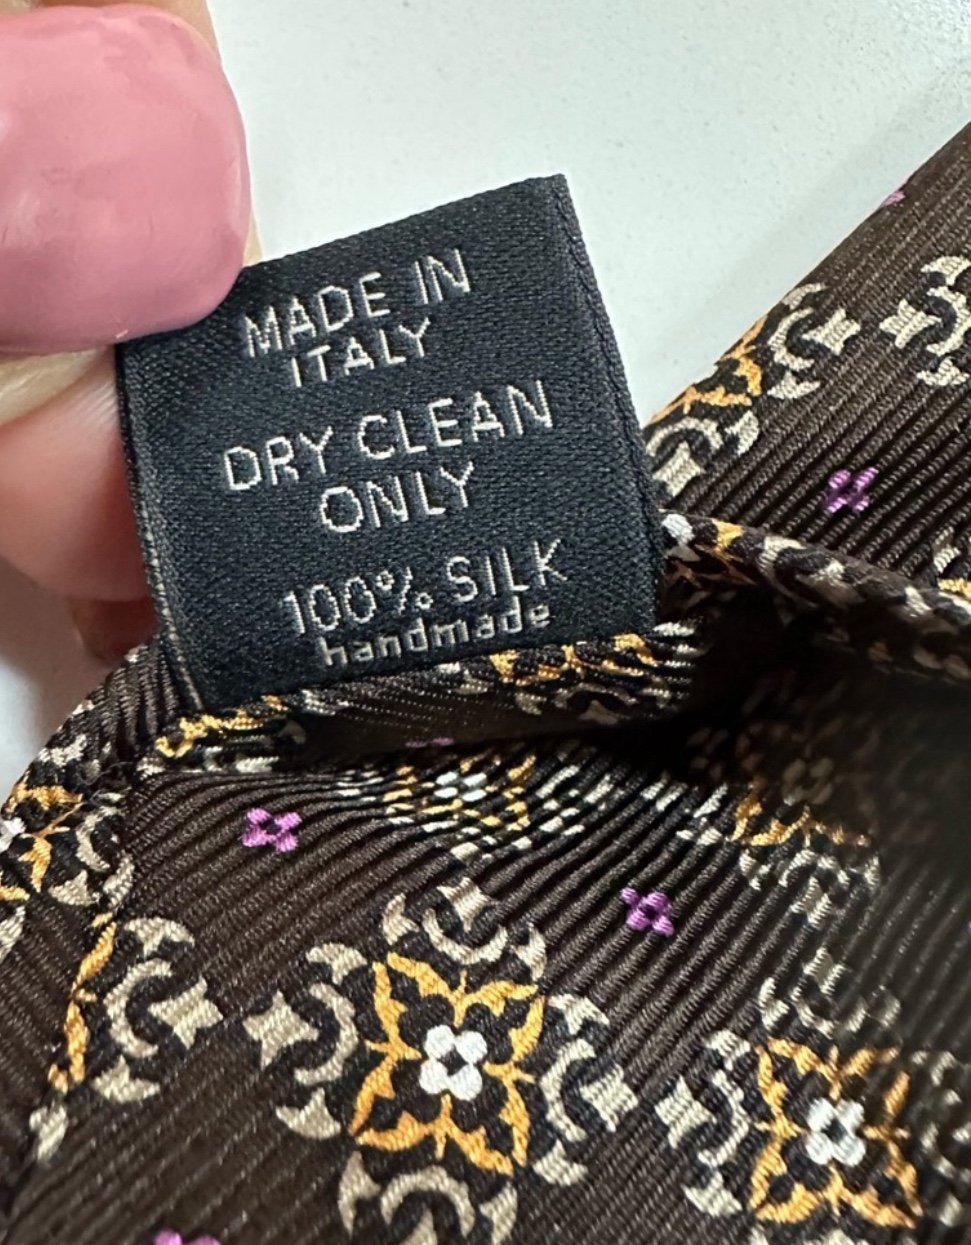 MADE IN
ITALY
DRY CLEAN
ONLY
100% SILK
handmade